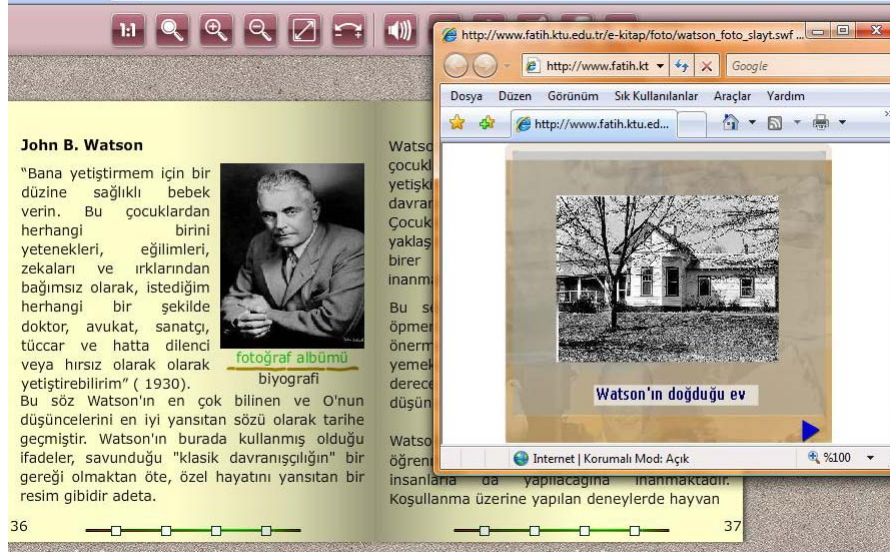 1:1
http://www.fatih.ktu.edu.tr/e-kitap/foto/watson_foto_slayt.swf ...
http://www.fatih.kt
Google
Dosya Düzen Görünüm Sık Kullanılanlar Araçlar Yardım
http://www.fatih.ktu.ed...
Watson'ın doğduğu ev
Internet | Korumalı Mod: Açık
%100
John B. Watson
“Bana yetiştirmem için bir
düzine sağlıklı bebek
verin. Bu çocuklardan
herhangi birini
yetenekleri, eğilimleri,
zekaları ve ırklarından
bağımsız olarak, istediğim
herhangi bir şekilde
doktor, avukat, sanatçı,
tüccar ve hatta dilenci
veya hırsız olarak olarak
yetiştirebilirim” ( 1930).
fotoğraf albümü
biyografi
Bu söz Watson'ın en çok bilinen ve O'nun
düşüncelerini en iyi yansıtan sözü olarak tarihe
geçmiştir. Watson'ın burada kullanmış olduğu
ifadeler, savunduğu "klasik davranışçılığın" bir
gereği olmaktan öte, özel hayatını yansıtan bir
resim gibidir adeta.
36
birer
Bu
insanlarla da yapılacağına inanmaktadır.
Koşullanma üzerine yapılan deneylerde hayvan
37